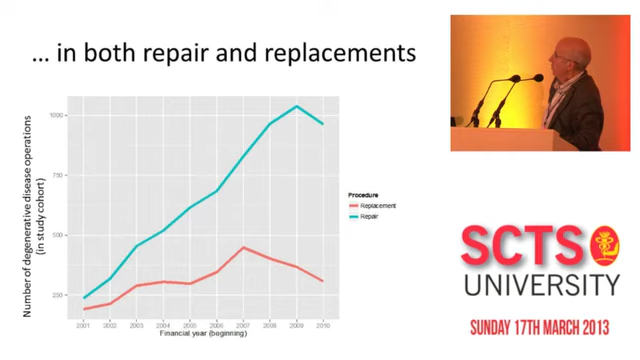 ... in both repair and replacements
Number of degenerative disease operations
(in study cohort)
1000
750
500
250
2001 2002 2003 2004 2005 2006 2007 2008 2009 2010
Financial year (beginning)
Procedure
Replacement
Repair
SCTS
UNIVERSITY
SUNDAY 17TH MARCH 2013